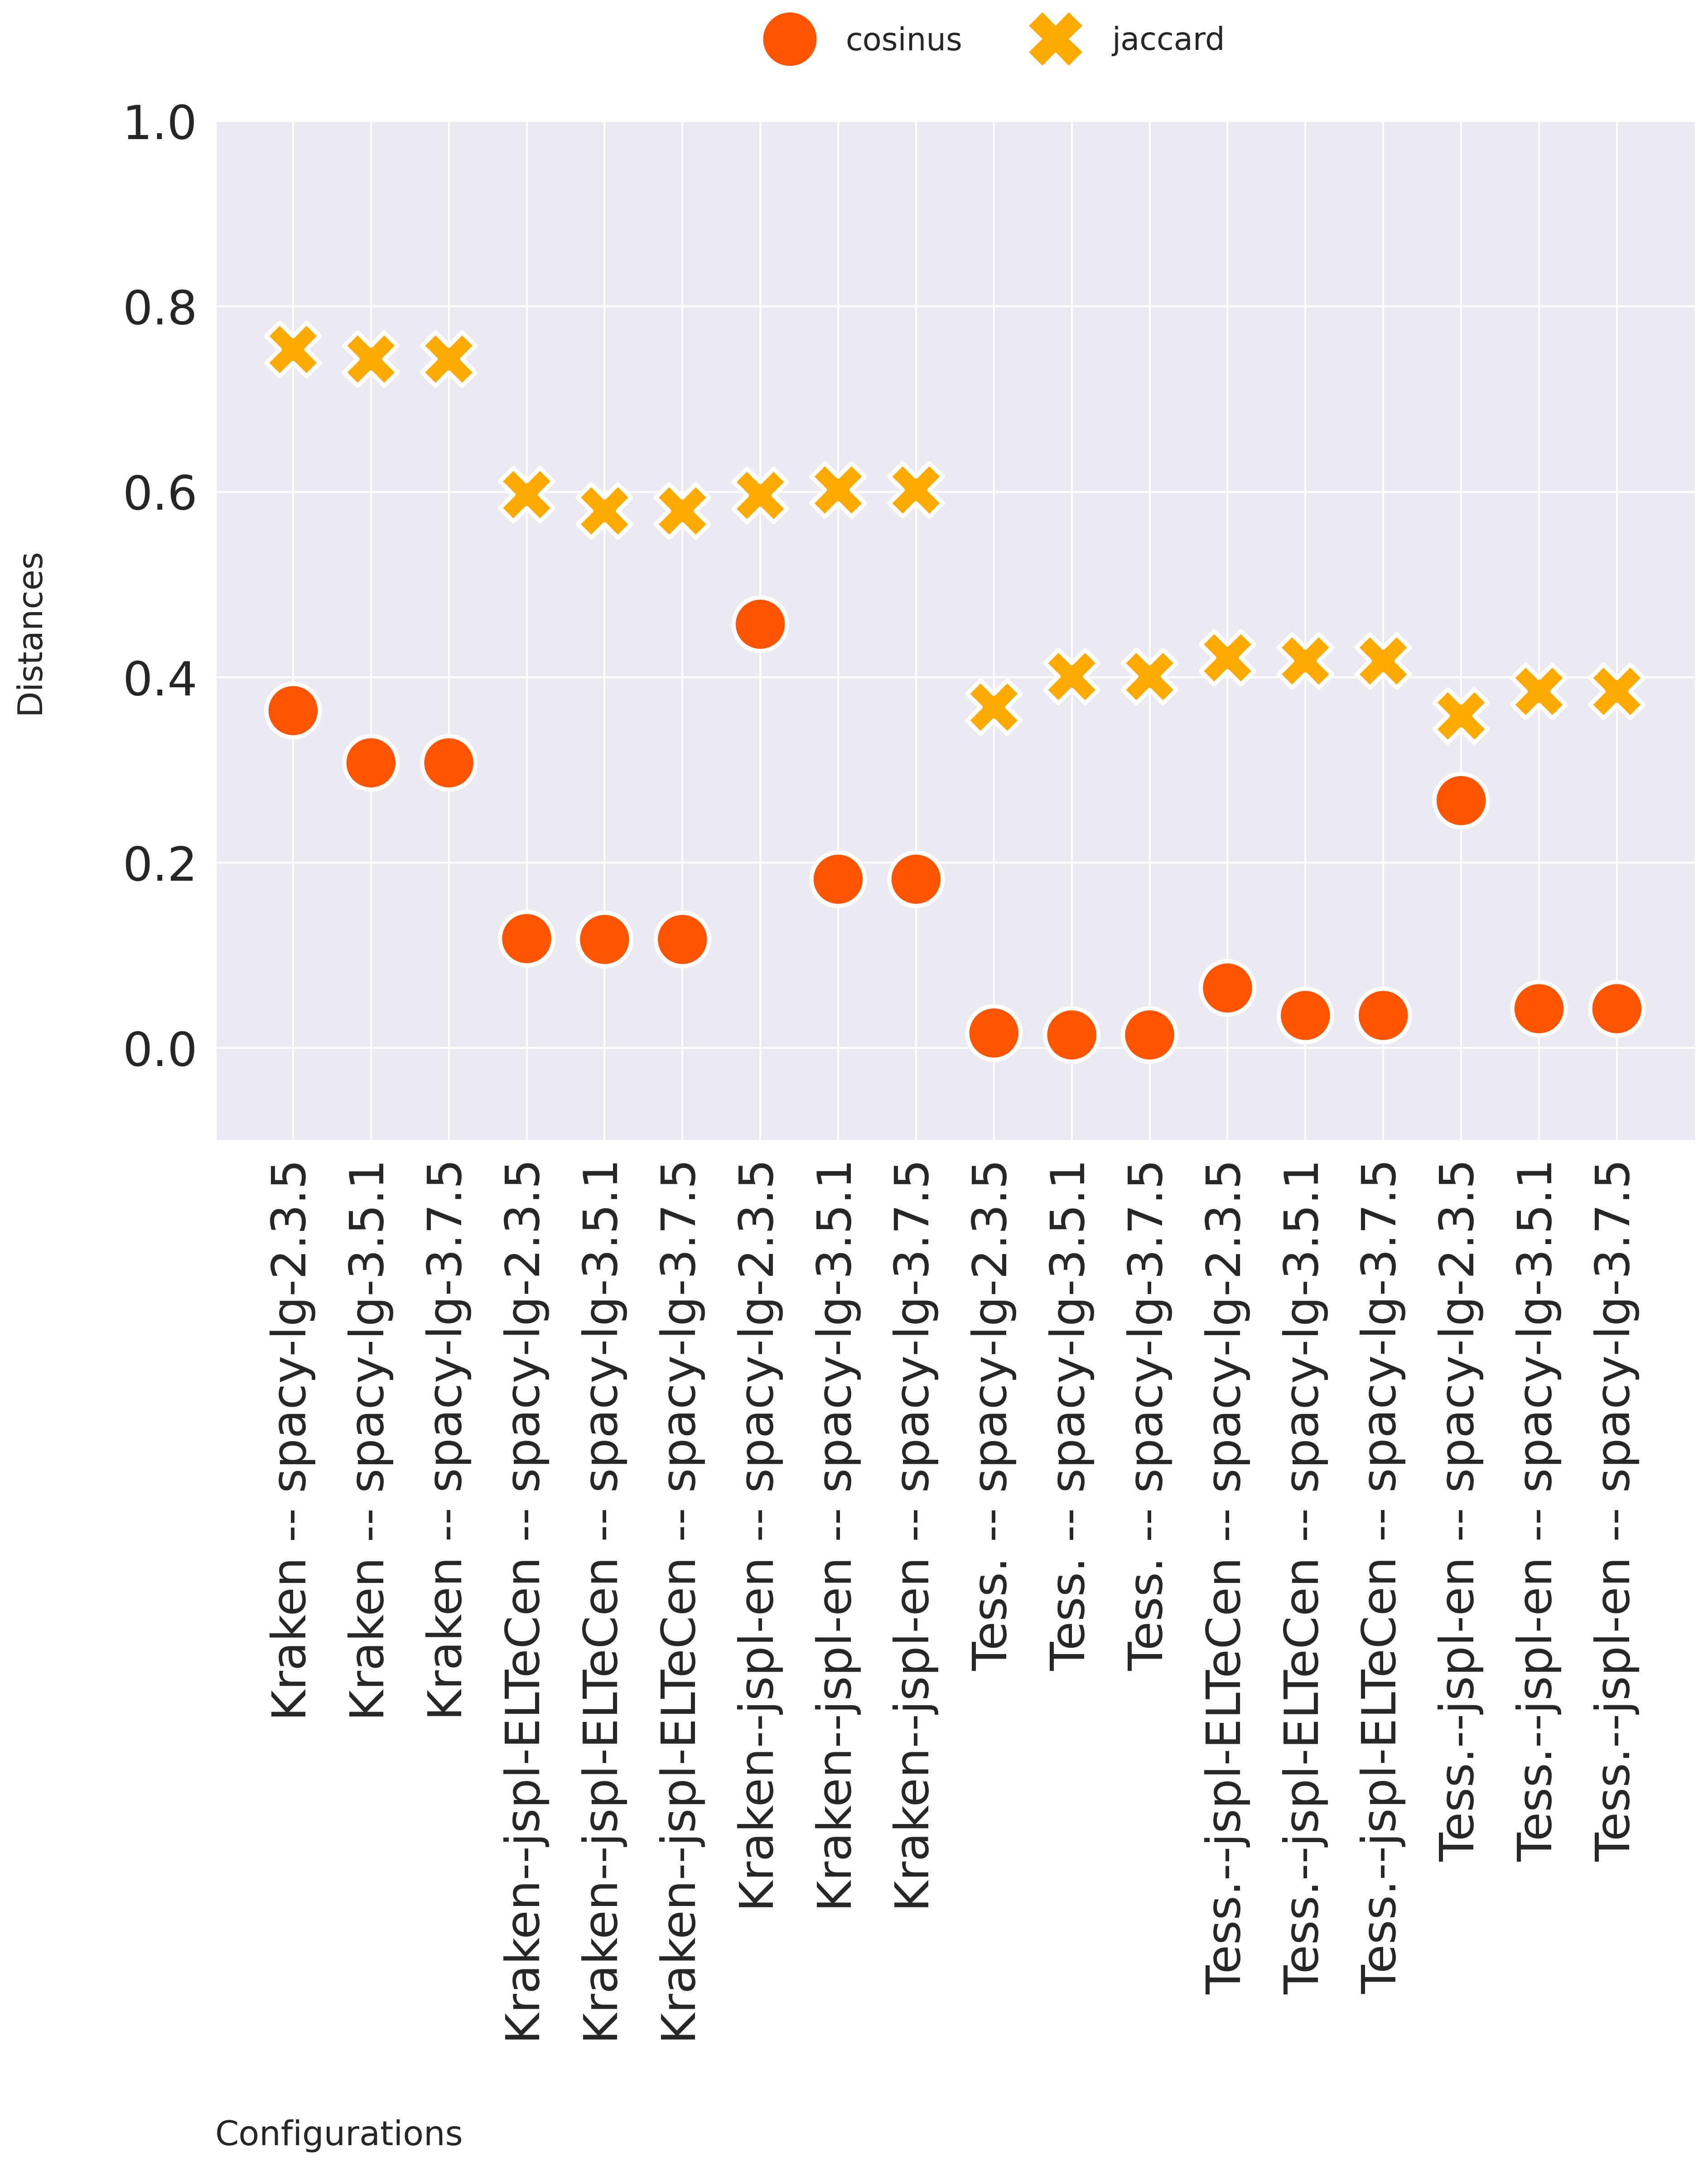 cosinus
jaccard
1.0
0.8
0.6
0.4
0.2
0.0
Distances
Kraken -- spacy-lg-2.3.5
Kraken -- spacy-lg-3.5.1
Kraken -- spacy-lg-3.7.5
Kraken--jspl-ELTeCen -- spacy-lg-2.3.5
Kraken--jspl-ELTeCen -- spacy-lg-3.5.1
Kraken--jspl-ELTeCen -- spacy-lg-3.7.5
Kraken--jspl-en -- spacy-lg-2.3.5
Kraken--jspl-en -- spacy-lg-3.5.1
Kraken--jspl-en -- spacy-lg-3.7.5
Tess. -- spacy-lg-2.3.5
Tess. -- spacy-lg-3.5.1
Tess. -- spacy-lg-3.7.5
Tess.--jspl-ELTeCen -- spacy-lg-2.3.5
Tess.--jspl-ELTeCen -- spacy-lg-3.5.1
Tess.--jspl-ELTeCen -- spacy-lg-3.7.5
Tess.--jspl-en -- spacy-lg-2.3.5
Tess.--jspl-en -- spacy-lg-3.5.1
Tess.--jspl-en -- spacy-lg-3.7.5
Configurations